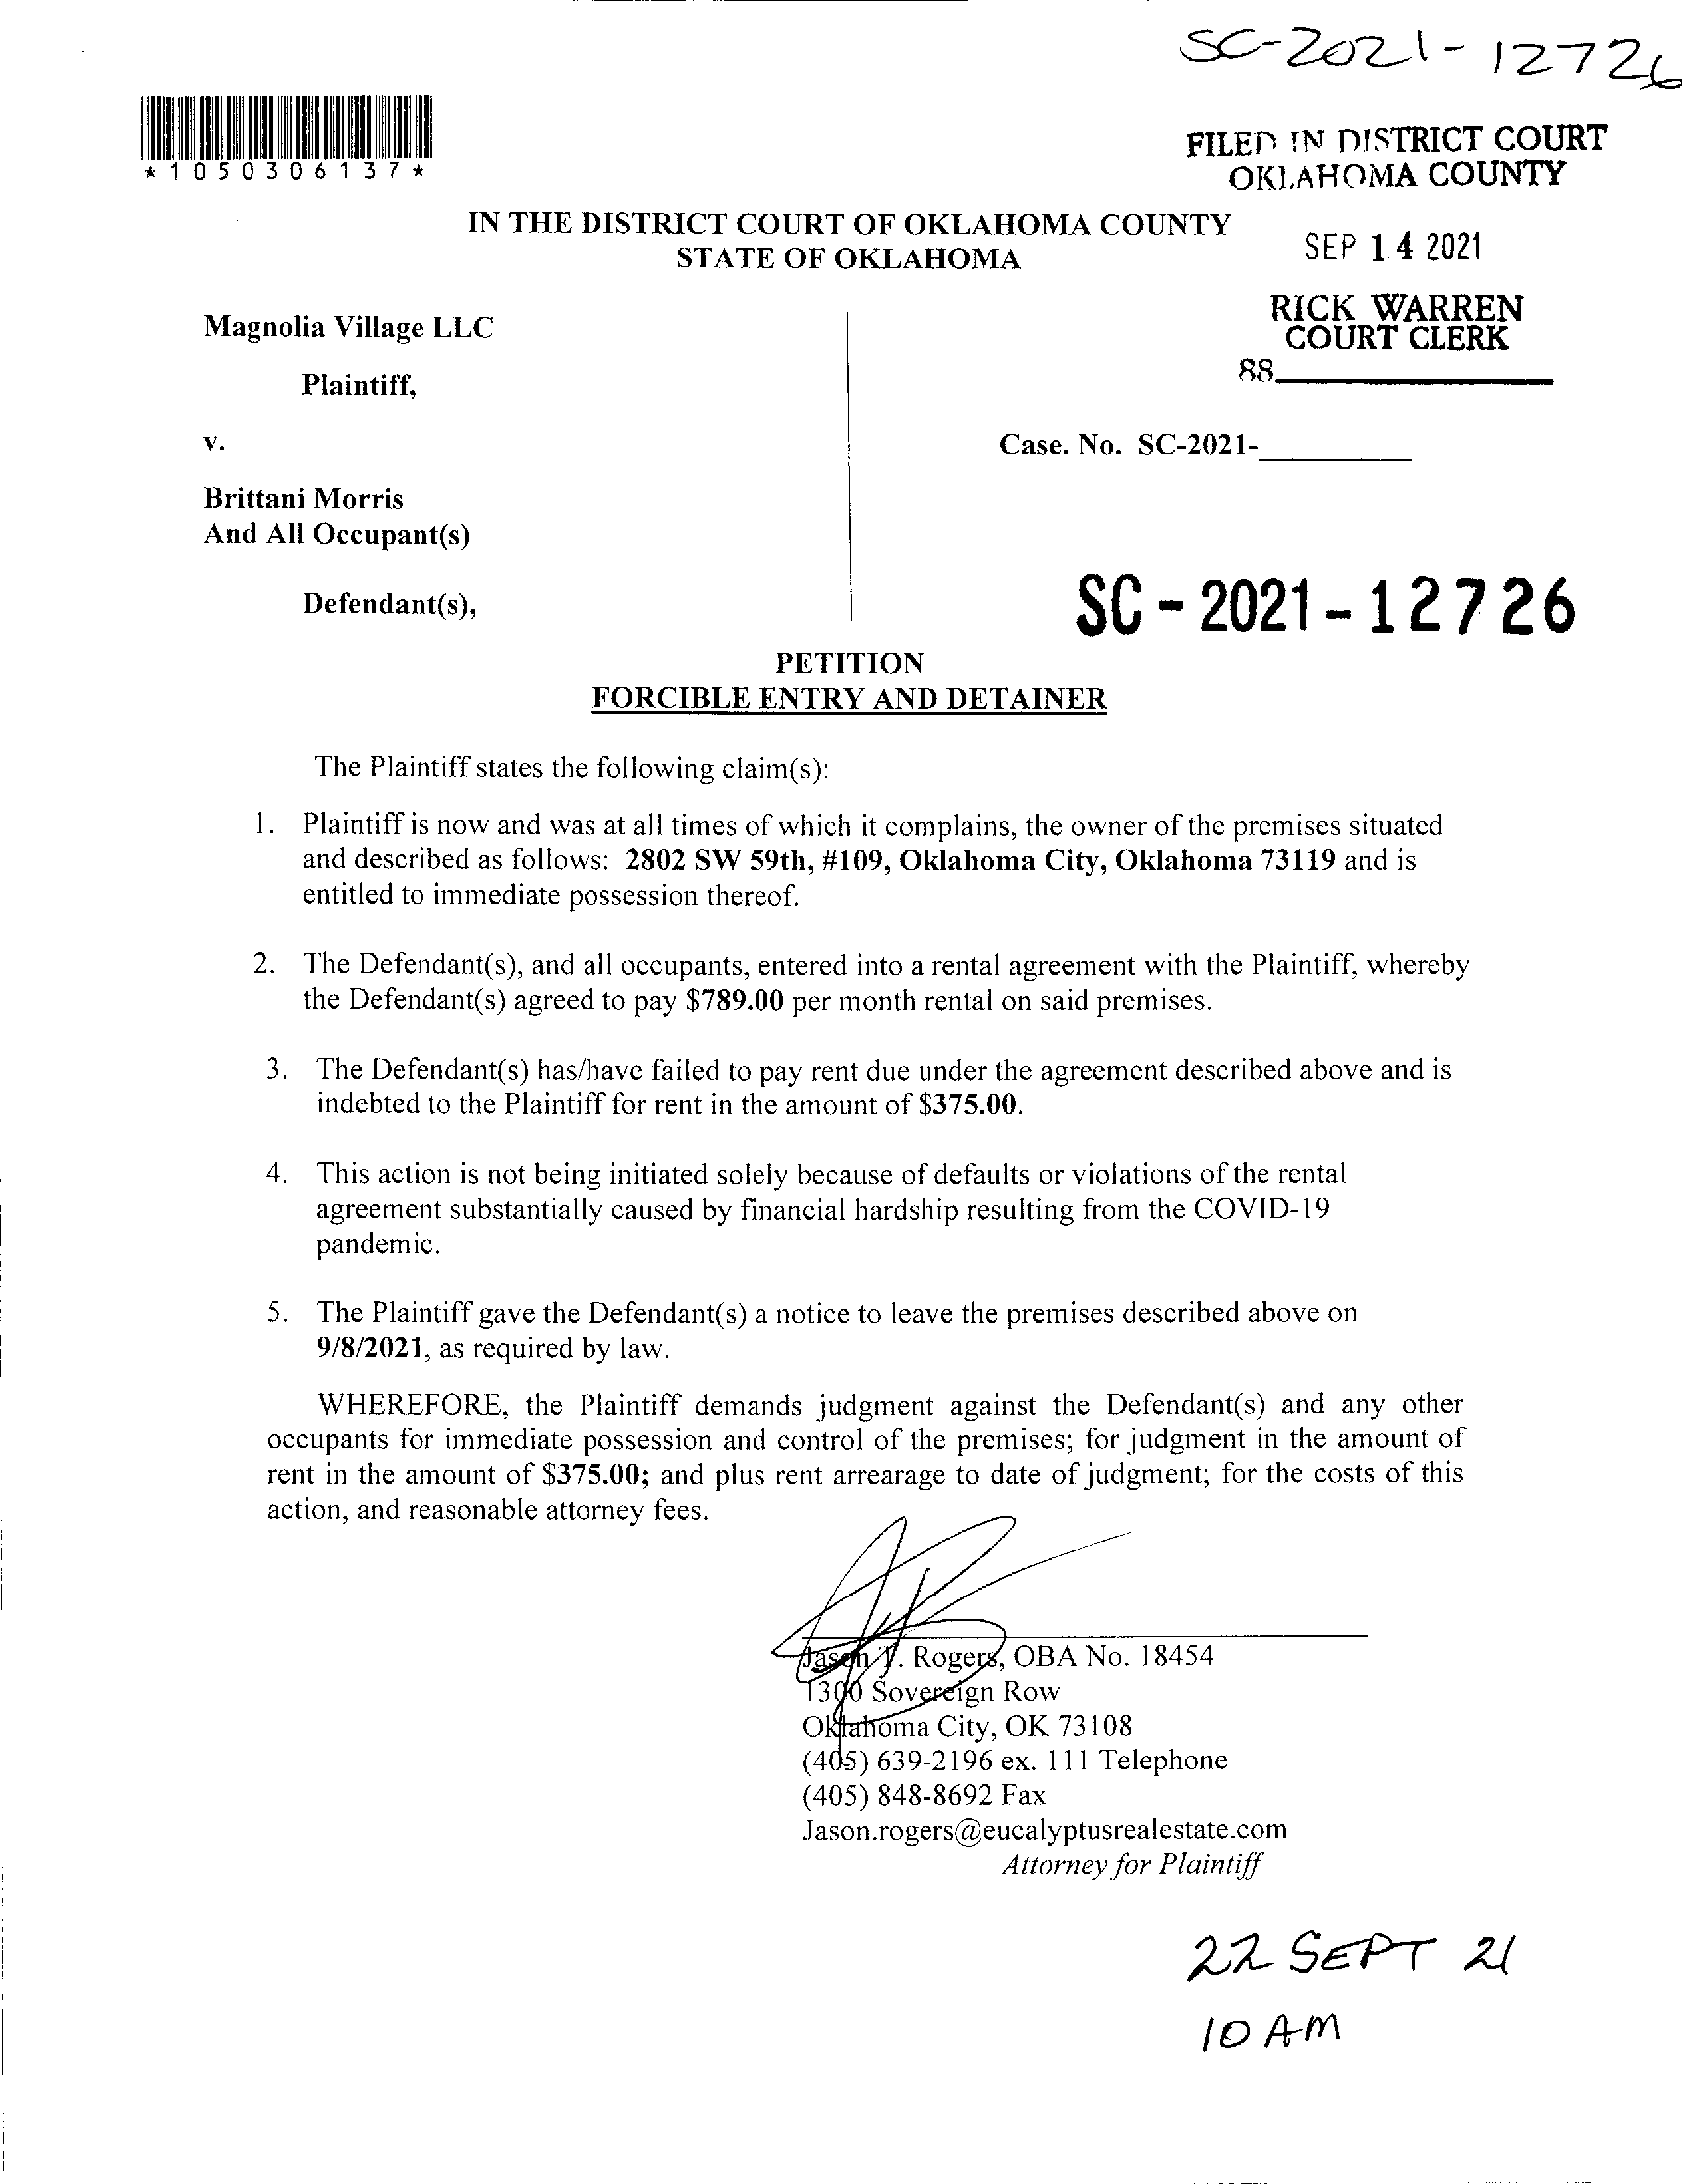 SC-2021-12726
*1050306137*
FILED IN DISTRICT COURT
OKLAHOMA COUNTY
IN THE DISTRICT COURT OF OKLAHOMA COUNTY
STATE OF OKLAHOMA
SEP 14 2021
RICK WARREN
COURT CLERK
88
Magnolia Village LLC
Plaintiff,
v.
Case. No. SC-2021-
Brittani Morris
And All Occupant(s)
Defendant(s),
SC-2021-12726
PETITION
FORCIBLE ENTRY AND DETAINER
The Plaintiff states the following claim(s):
1. Plaintiff is now and was at all times of which it complains, the owner of the premises situated
and described as follows: 2802 SW 59th, #109, Oklahoma City, Oklahoma 73119 and is
entitled to immediate possession thereof.
2. The Defendant(s), and all occupants, entered into a rental agreement with the Plaintiff, whereby
the Defendant(s) agreed to pay $789.00 per month rental on said premises.
3. The Defendant(s) has/have failed to pay rent due under the agreement described above and is
indebted to the Plaintiff for rent in the amount of $375.00.
4. This action is not being initiated solely because of defaults or violations of the rental
agreement substantially caused by financial hardship resulting from the COVID-19
pandemic.
5. The Plaintiff gave the Defendant(s) a notice to leave the premises described above on
9/8/2021, as required by law.
WHEREFORE, the Plaintiff demands judgment against the Defendant(s) and any other
occupants for immediate possession and control of the premises; for judgment in the amount of
rent in the amount of $375.00; and plus rent arrearage to date of judgment; for the costs of this
action, and reasonable attorney fees.
Jason T. Rogers, OBA No. 18454
1300 Sovereign Row
Oklahoma City, OK 73108
(405) 639-2196 ex. 111 Telephone
(405) 848-8692 Fax
Jason.rogers@eucalyptusrealestate.com
Attorney for Plaintiff
22 SEPT 21
10 AM